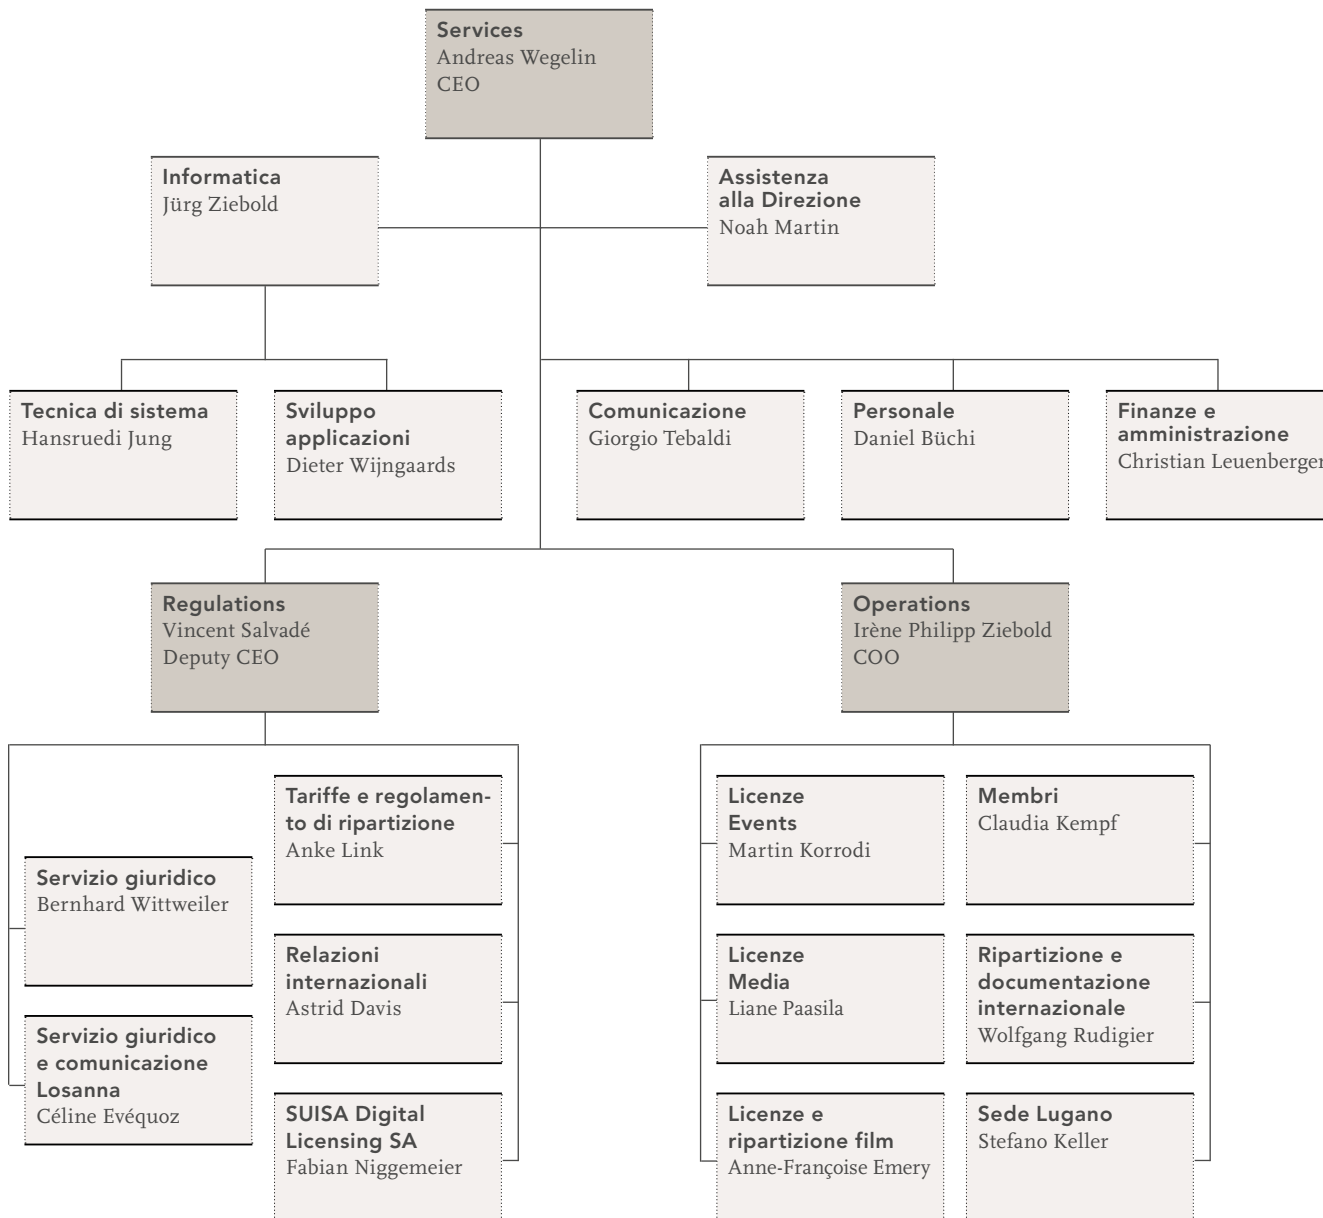 Services
Andreas Wegelin
CEO
Informatica
Jürg Ziebold
Assistenza
alla Direzione
Noah Martin
Tecnica di sistema
Hansruedi Jung
Sviluppo
applicazioni
Dieter Wijngaards
Comunicazione
Giorgio Tebaldi
Personale
Daniel Büchi
Finanze e
amministrazione
Christian Leuenberger
Regulations
Vincent Salvadé
Deputy CEO
Operations
Irène Philipp Ziebold
COO
Servizio giuridico
Bernhard Wittweiler
Servizio giuridico
e comunicazione
Losanna
Céline Evéquoz
Tariffe e regolamen-
to di ripartizione
Anke Link
Relazioni
internazionali
Astrid Davis
SUISA Digital
Licensing SA
Fabian Niggemeier
Licenze
Events
Martin Korrodi
Licenze
Media
Liane Paasila
Licenze e
ripartizione film
Anne-Françoise Emery
Membri
Claudia Kempf
Ripartizione e
documentazione
internazionale
Wolfgang Rudigier
Sede Lugano
Stefano Keller